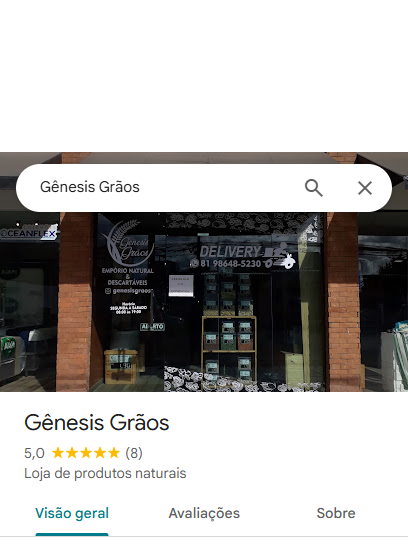 Gênesis Grãos
OCEANFLEX
Gênesis
Grãos
EMPÓRIO NATURAL
&
DESCARTÁVEIS
genesisgraos
Horário
SEGUNDA A SÁBADO
08:00 às 19:00
ABERTO
DELIVERY
81 98648-5230
Gênesis Grãos
5,0 ★★★★★ (8)
Loja de produtos naturais
Visão geral Avaliações Sobre